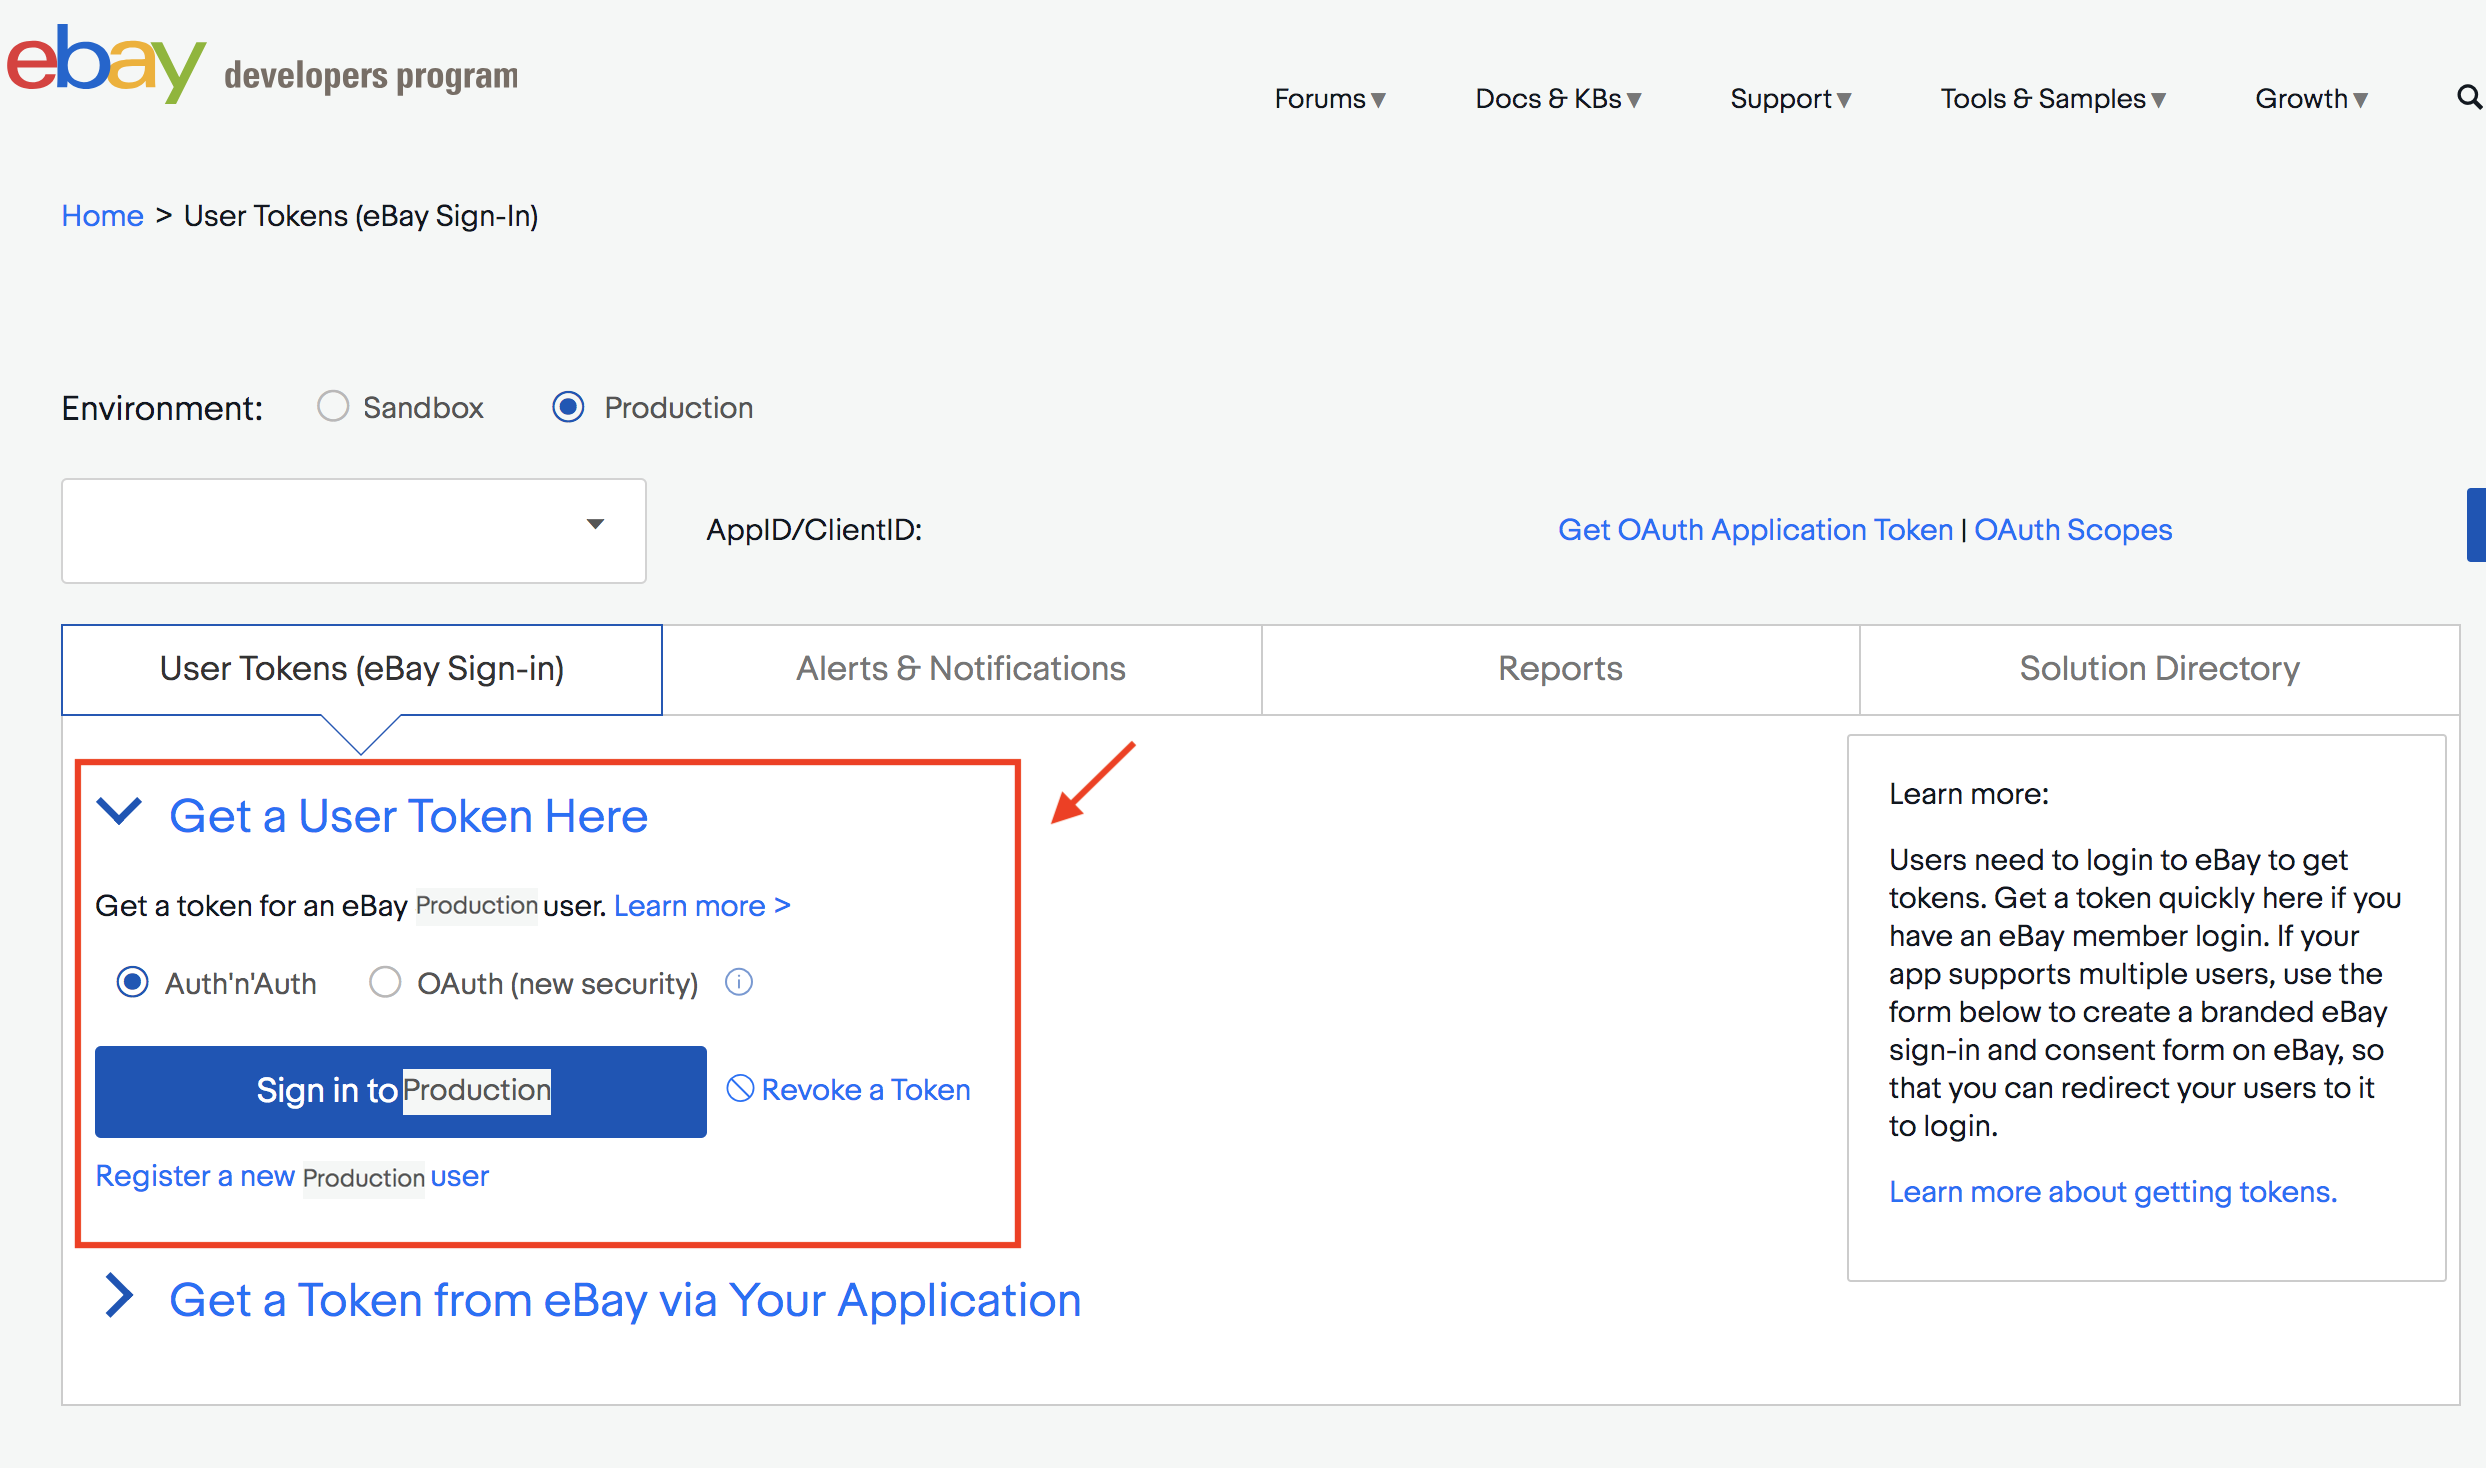 ebay developers program
Forums Docs & KBs Support Tools & Samples Growth
Home > User Tokens (eBay Sign-In)
Environment: Sandbox Production
AppID/ClientID: Get OAuth Application Token | OAuth Scopes
User Tokens (eBay Sign-in) Alerts & Notifications Reports Solution Directory
Get a User Token Here
Get a token for an eBay Production user. Learn more >
Auth'n'Auth OAuth (new security)
Sign in to Production Revoke a Token
Register a new Production user
Get a Token from eBay via Your Application
Learn more:
Users need to login to eBay to get
tokens. Get a token quickly here if you
have an eBay member login. If your
app supports multiple users, use the
form below to create a branded eBay
sign-in and consent form on eBay, so
that you can redirect your users to it
to login.
Learn more about getting tokens.